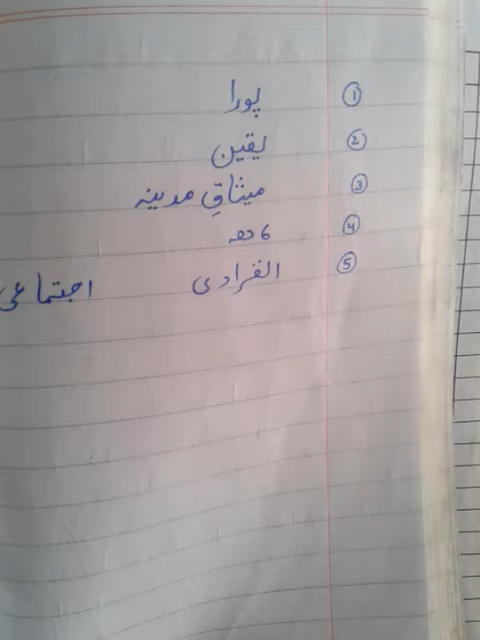 ① پورا
② یقین
③ میثاقِ مدینہ
④ 6ھ
⑤ انفرادی اجتماعی